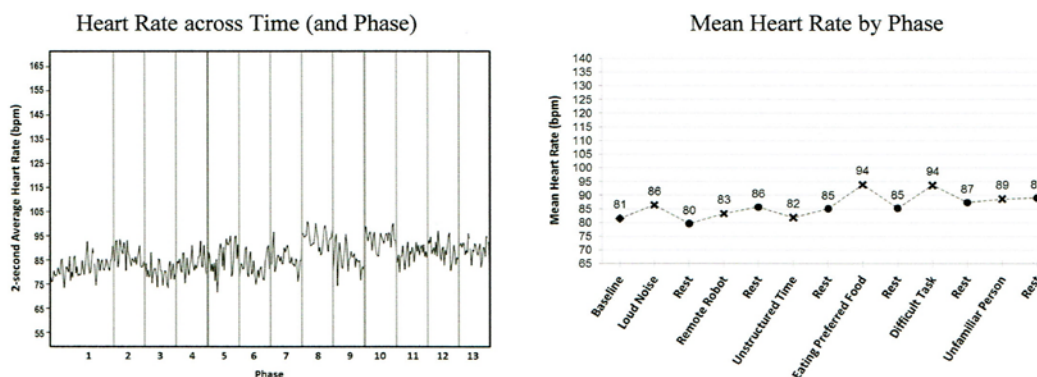 Heart Rate across Time (and Phase)
2-second Average Heart Rate (bpm)
165
155
145
135
125
115
105
95
85
75
65
55
1 2 3 4 5 6 7 8 9 10 11 12 13
Phase
Mean Heart Rate by Phase
Mean Heart Rate (bpm)
140
135
130
125
120
115
110
105
100
95
90
85
80
75
70
65
81 86 80 83 86 82 85 94 85 94 87 89
Baseline
Loud Noise
Rest
Remote Robot
Rest
Unstructured Time
Rest
Eating Preferred Food
Rest
Difficult Task
Rest
Unfamiliar Person
Rest